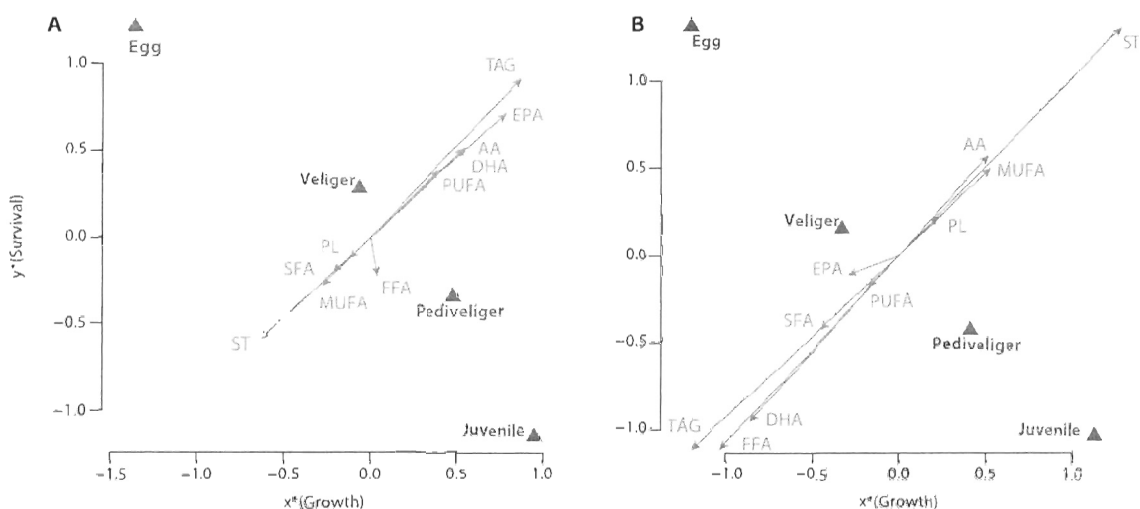 A
Egg
1.0
TAG
EPA
0.5
AA
DHA
Veliger
PUFA
y*(Survival)
0.0
PL
SFA
FFA
MUFA
Pediveliger
−0.5
ST
−1.0
Juvenile
−1.5 −1.0 −0.5 0.0 0.5 1.0
x*(Growth)
B
Egg
ST
1.0
AA
0.5
MUFA
Veliger
PL
0.0
EPA
PUFA
SFA
Pediveliger
−0.5
DHA
TAG
FFA
−1.0
Juvenile
−1.0 −0.5 0.0 0.5 1.0
x*(Growth)